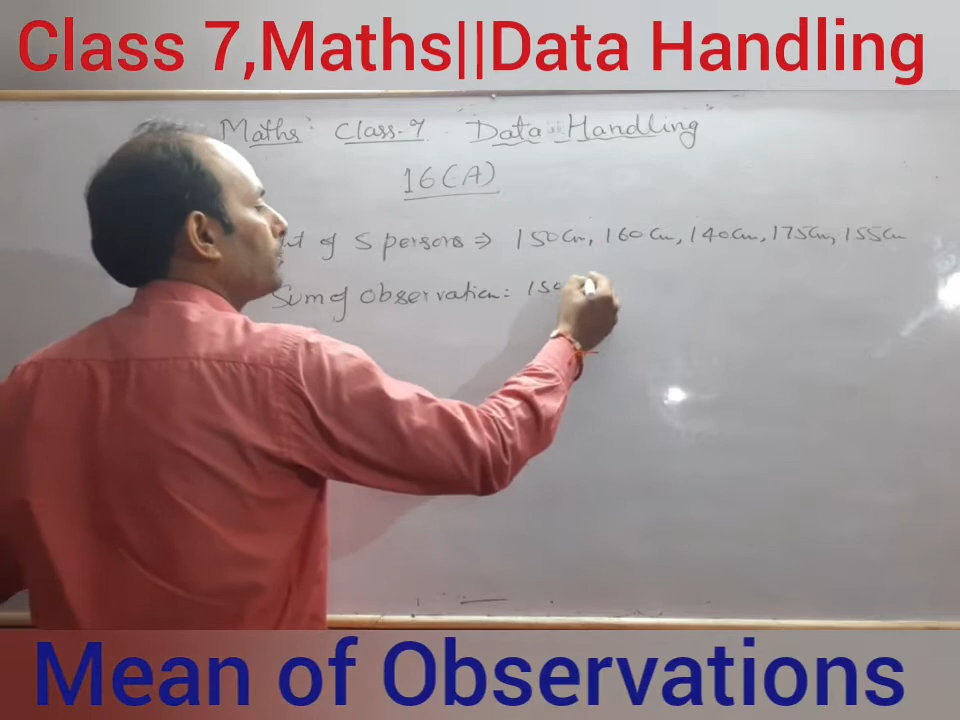 Class 7,Maths||Data Handling
Maths: Class-7 Data Handling
16(A)
of 5 persons ⇒ 150cm, 160cm, 140cm, 175cm, 155cm
Sum of observation =
Mean of Observations